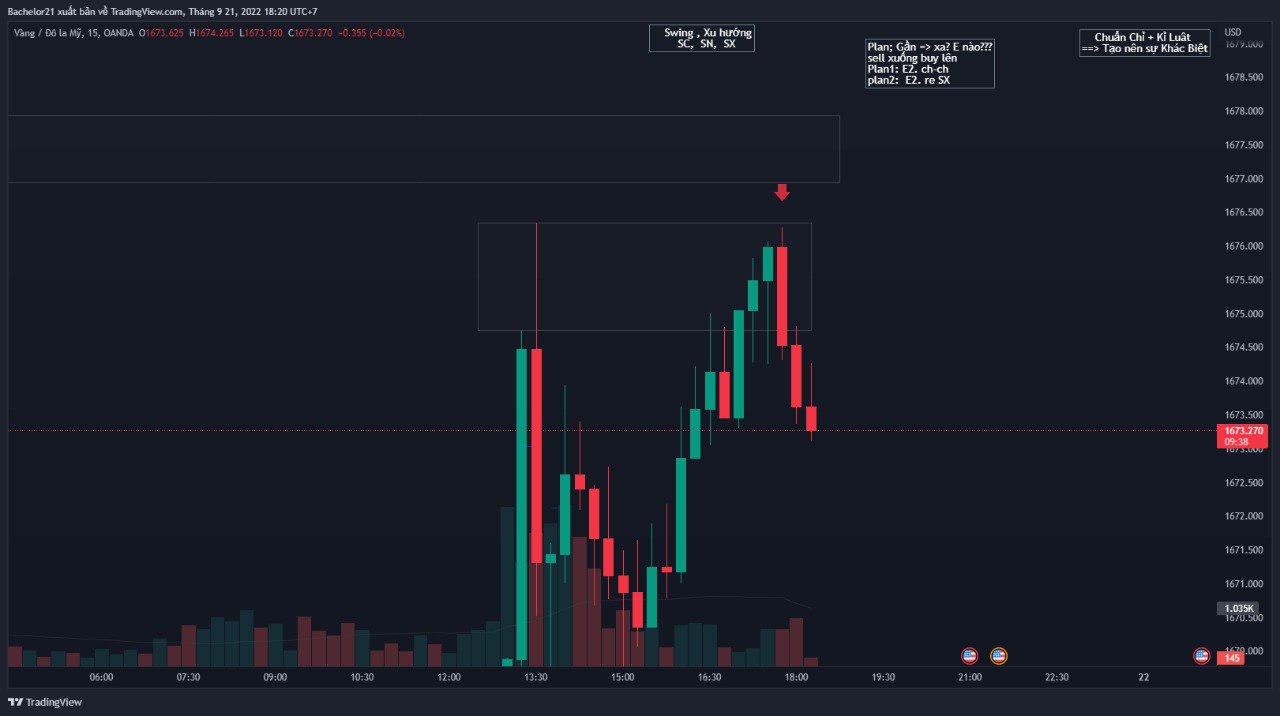 Bachelor21 xuất bản về TradingView.com, Tháng 9 21, 2022 18:20 UTC+7
Vàng / Đô la Mỹ, 15, OANDA O1673.625 H1674.265 L1673.120 C1673.270 −0.355 (−0.02%)
Swing , Xu hướng
SC, SN, SX
Plan; Gần => xa? E nào???
sell xuống buy lên
Plan1: E2. ch-ch
plan2: E2. re SX
Chuẩn Chỉ + Kỉ Luât
==> Tạo nên sự Khác Biệt
USD
1679.000
1678.500
1678.000
1677.500
1677.000
1676.500
1676.000
1675.500
1675.000
1674.500
1674.000
1673.500
1673.270
09:38
1673.000
1672.500
1672.000
1671.500
1671.000
1.035K
1670.500
1670.000
145
06:00 07:30 09:00 10:30 12:00 13:30 15:00 16:30 18:00 19:30 21:00 22:30 22
TradingView